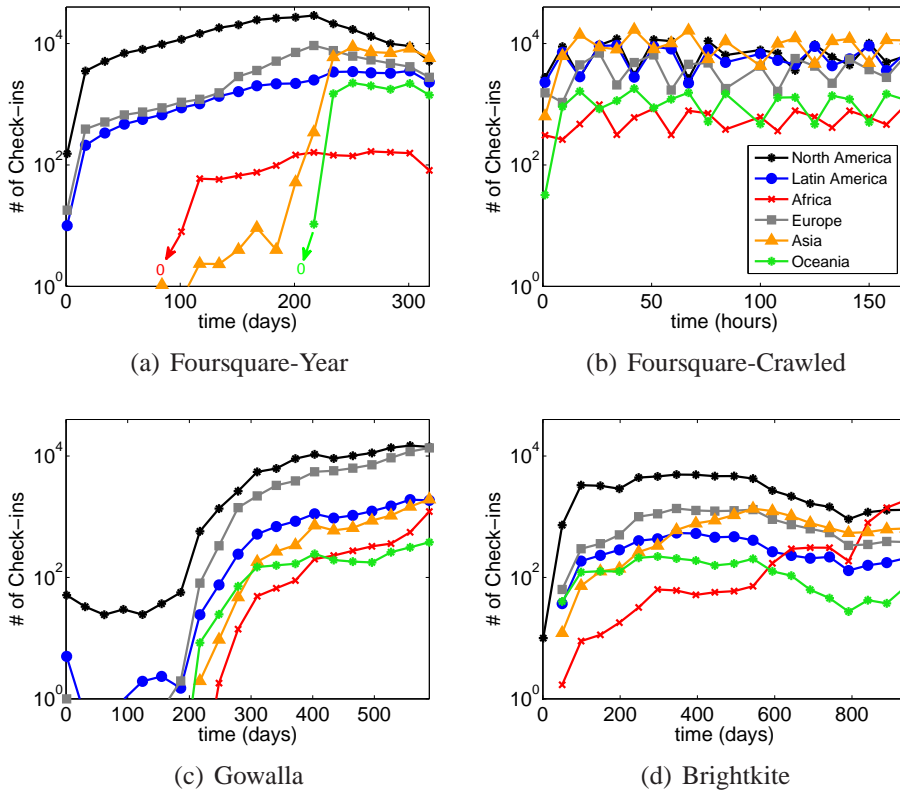 # of Check–ins
10^4
10^2
10^0
0
0
0 100 200 300
time (days)
(a) Foursquare-Year
# of Check–ins
10^4
10^2
10^0
North America
Latin America
Africa
Europe
Asia
Oceania
0 50 100 150
time (hours)
(b) Foursquare-Crawled
# of Check–ins
10^4
10^2
10^0
0 100 200 300 400 500
time (days)
(c) Gowalla
# of Check–ins
10^4
10^2
10^0
0 200 400 600 800
time (days)
(d) Brightkite